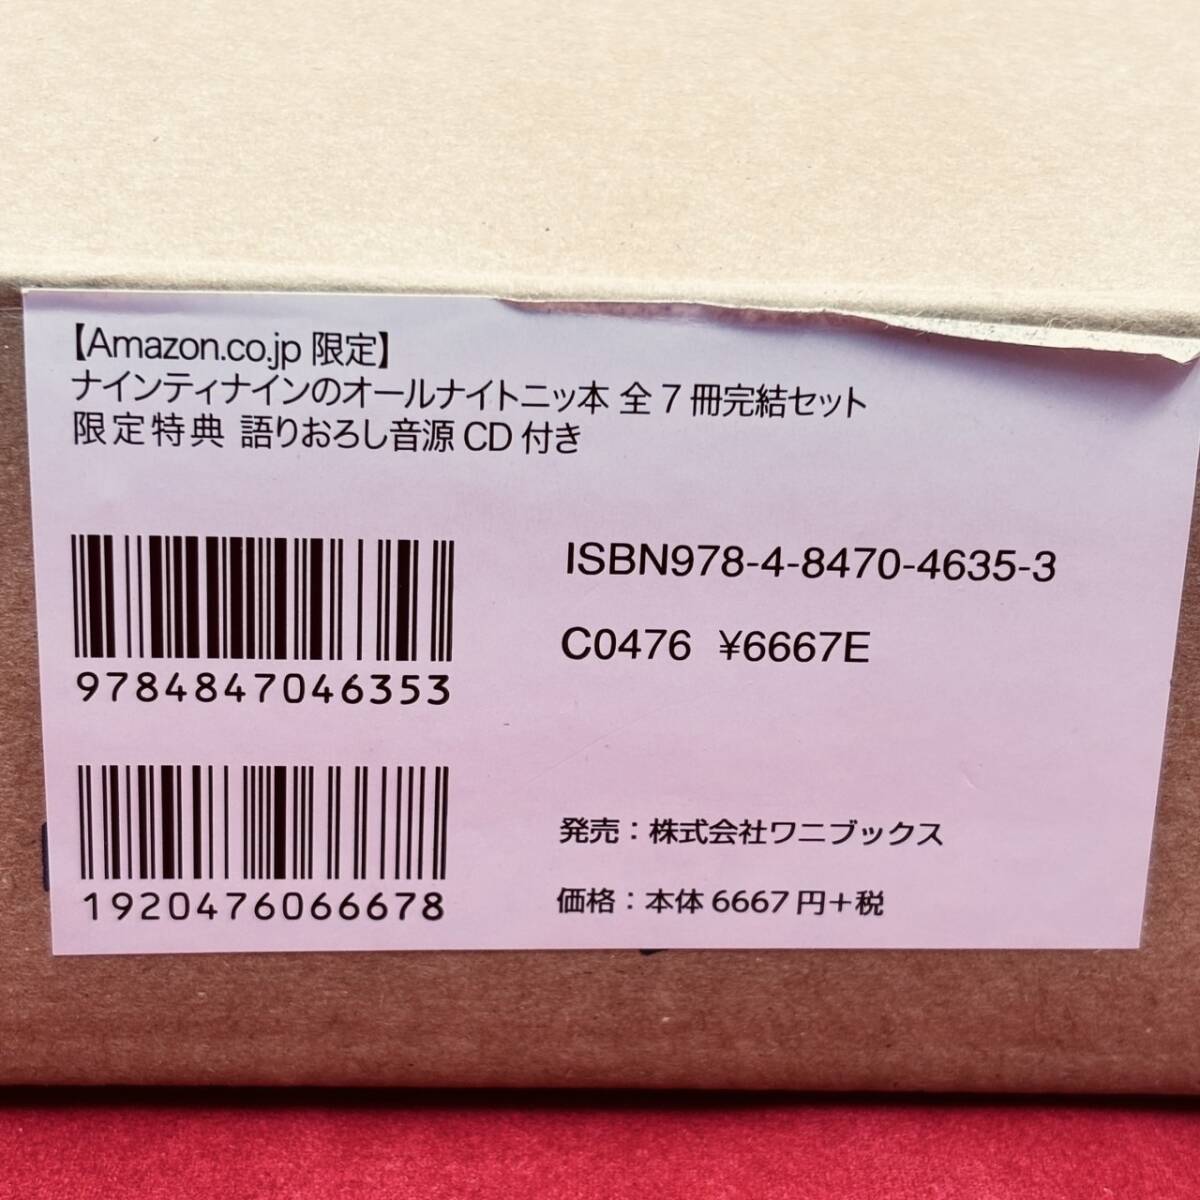 【Amazon.co.jp 限定】
ナインティナインのオールナイトニッ本 全 7 冊完結セット
限定特典 語りおろし音源 CD 付き
ISBN978-4-8470-4635-3
C0476 ¥6667E
9784847046353
1920476066678
発売：株式会社ワニブックス
価格：本体 6667 円+税